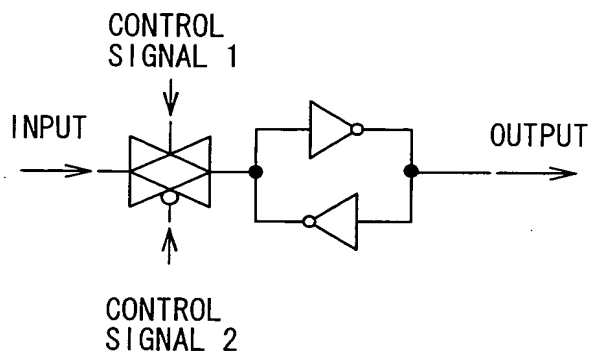 CONTROL
SIGNAL 1
INPUT
OUTPUT
CONTROL
SIGNAL 2